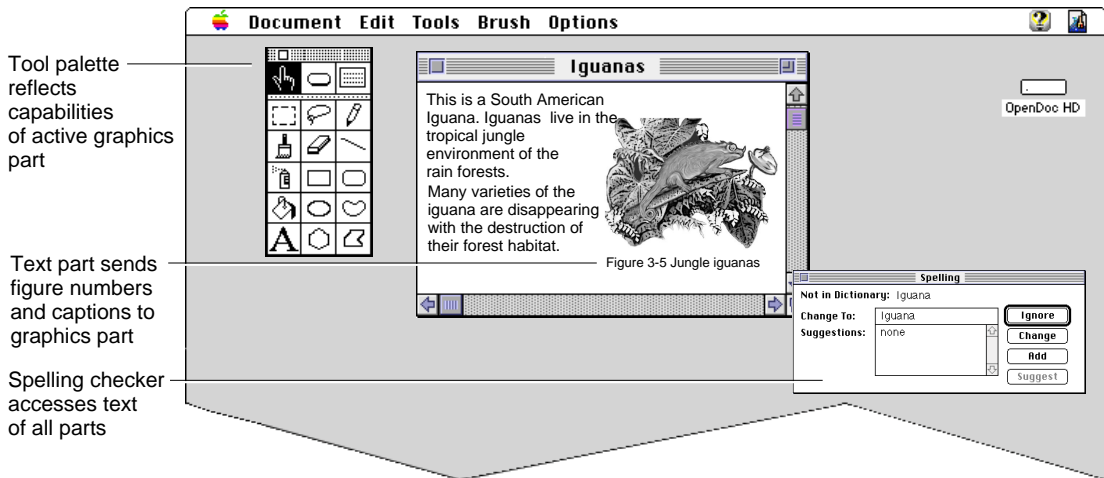 Document Edit Tools Brush Options
Tool palette
reflects
capabilities
of active graphics
part
Iguanas
This is a South American
Iguana. Iguanas live in the
tropical jungle
environment of the
rain forests.
Many varieties of the
iguana are disappearing
with the destruction of
their forest habitat.
Figure 3-5 Jungle iguanas
OpenDoc HD
A
Text part sends
figure numbers
and captions to
graphics part
Spelling
Not in Dictionary: Iguana
Change To: Iguana
Suggestions: none
Ignore
Change
Add
Suggest
Spelling checker
accesses text
of all parts